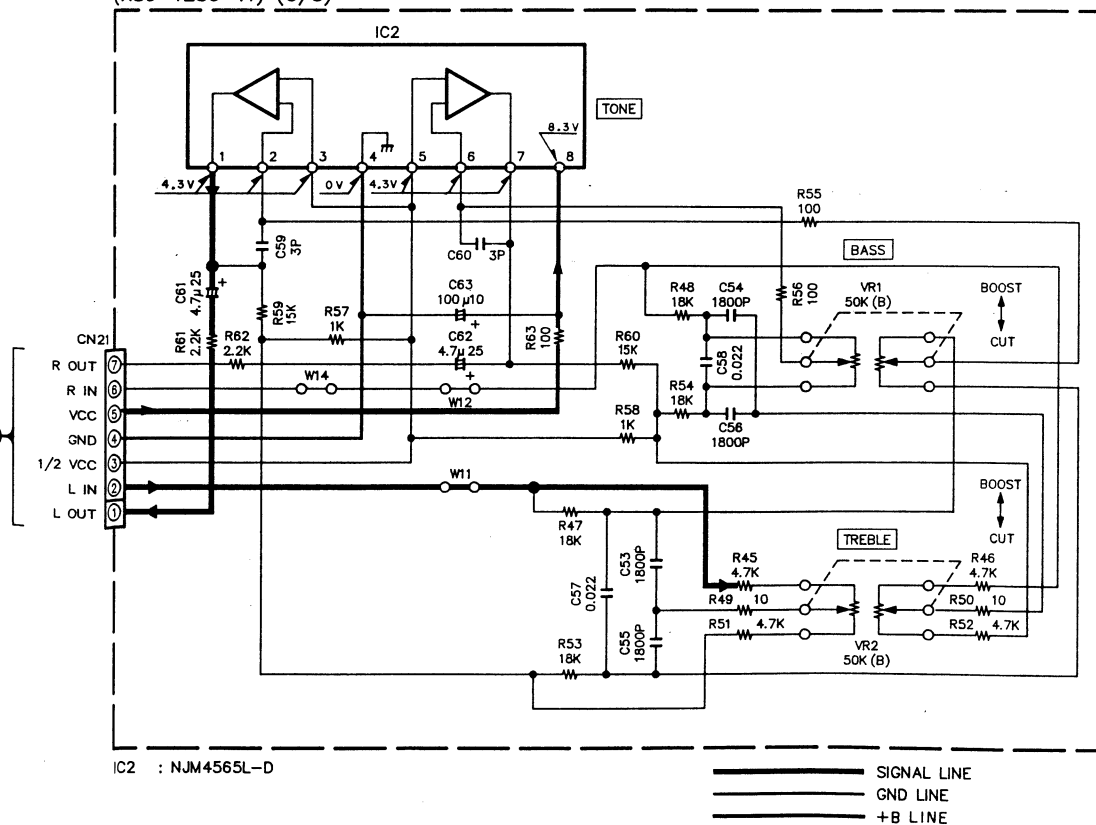 IC2
TONE
8.3V
1 2 3 4 5 6 7 8
4.3V 0V 4.3V
R55
100
C59
3P
C60 3P
BASS
C61
4.7μ 25
R59
15K
C63
100μ10
R48
18K
C54
1800P
R56
100
VR1
50K (B)
BOOST
CUT
R61
2.2K
R62
2.2K
R57
1K
C62
4.7μ 25
R63
100
R60
15K
C58
0.022
CN21
R OUT 7
R IN 6
VCC 5
GND 4
1/2 VCC 3
L IN 2
L OUT 1
W14
W12
R54
18K
C56
1800P
R58
1K
W11
BOOST
CUT
R47
18K
TREBLE
C57
0.022
C53
1800P
R45
4.7K
R46
4.7K
R49 10
R50 10
R51 4.7K
R52 4.7K
C55
1800P
R53
18K
VR2
50K (B)
IC2 : NJM4565L-D
SIGNAL LINE
GND LINE
+B LINE